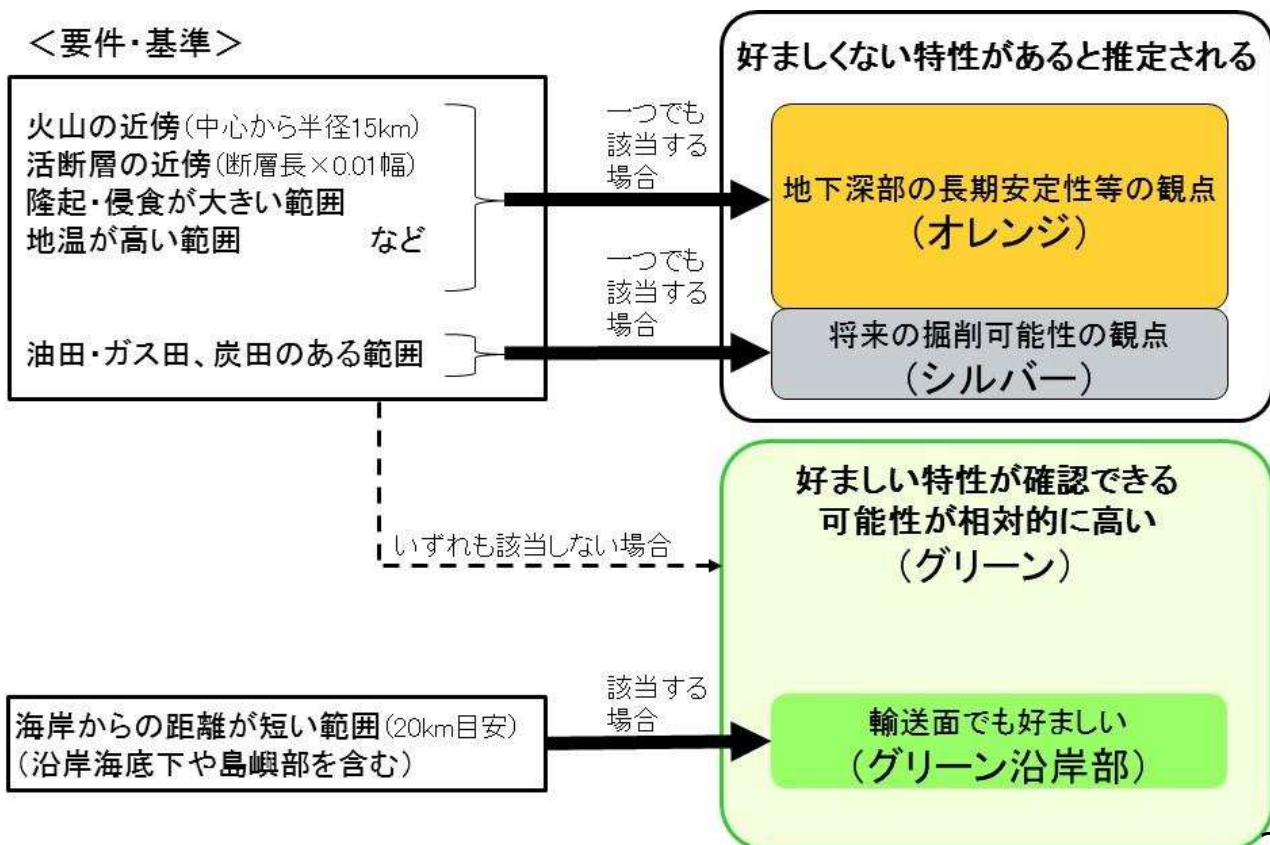 <要件・基準>
火山の近傍(中心から半径15km)
活断層の近傍(断層長×0.01幅)
隆起・侵食が大きい範囲
地温が高い範囲 など
油田・ガス田、炭田のある範囲
一つでも
該当する
場合
一つでも
該当する
場合
好ましくない特性があると推定される
地下深部の長期安定性等の観点
(オレンジ)
将来の掘削可能性の観点
(シルバー)
いずれも該当しない場合
好ましい特性が確認できる
可能性が相対的に高い
(グリーン)
海岸からの距離が短い範囲(20km目安)
(沿岸海底下や島嶼部を含む)
該当する
場合
輸送面でも好ましい
(グリーン沿岸部)